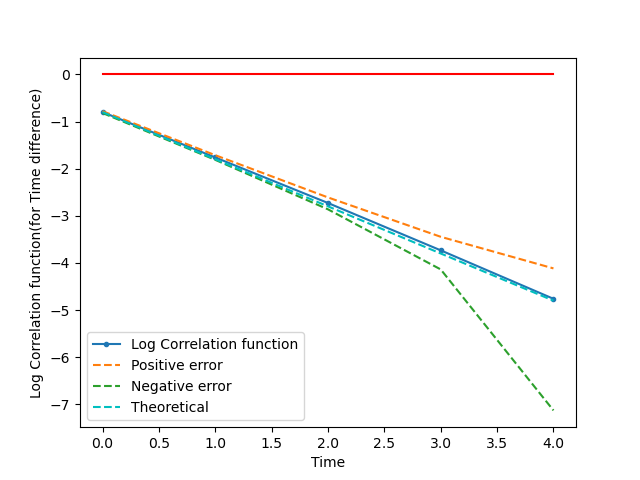 Log Correlation function(for Time difference)
0
−1
−2
−3
−4
−5
−6
−7
Log Correlation function
Positive error
Negative error
Theoretical
0.0 0.5 1.0 1.5 2.0 2.5 3.0 3.5 4.0
Time